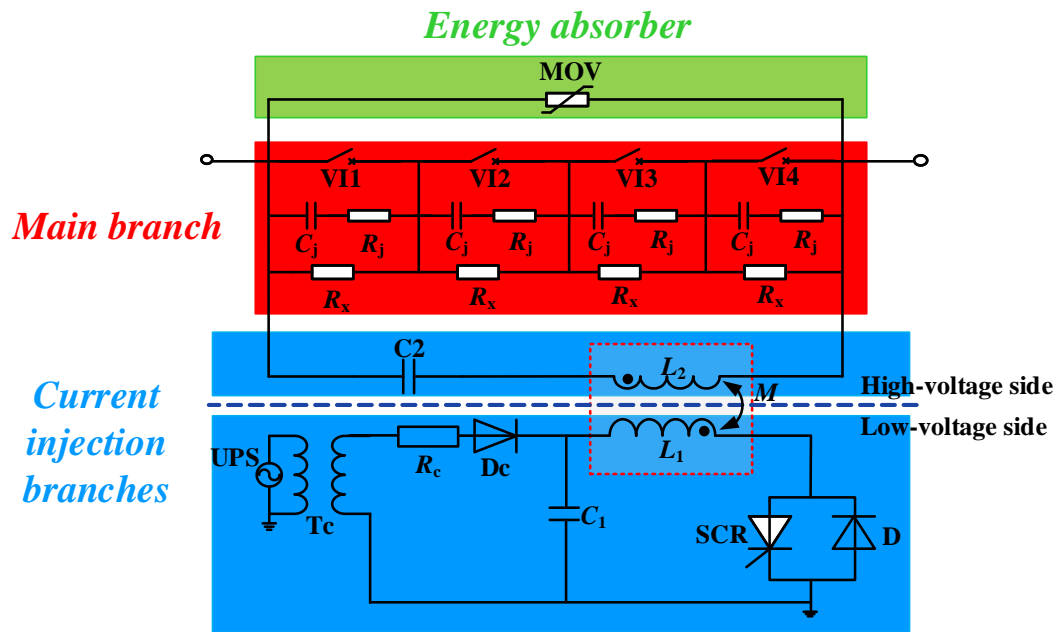 Energy absorber
MOV
VI1 VI2 VI3 VI4
Main branch
Cj Rj Cj Rj Cj Rj Cj Rj
Rx Rx Rx Rx
C2 L2
M
High-voltage side
Low-voltage side
Current
injection
branches
UPS
Tc
Rc Dc
C1
L1
SCR D